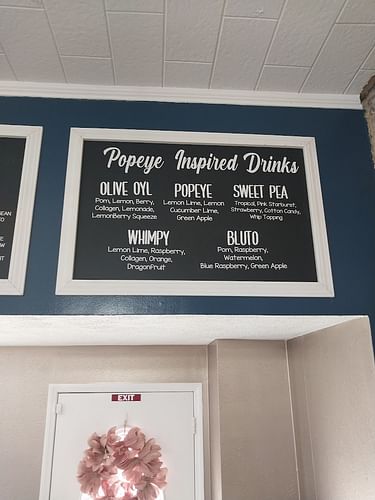 Popeye Inspired Drinks
OLIVE OYL
Pom, Lemon, Berry,
Collagen, Lemonade,
LemonBerry Squeeze
POPEYE
Lemon Lime, Lemon
Cucumber Lime,
Green Apple
SWEET PEA
Tropical, Pink Starburst,
Strawberry, Cotton Candy,
Whip Topping
WHIMPY
Lemon Lime, Raspberry,
Collagen, Orange,
DragonFruit
BLUTO
Pom, Raspberry,
Watermelon,
Blue Raspberry, Green Apple
EXIT